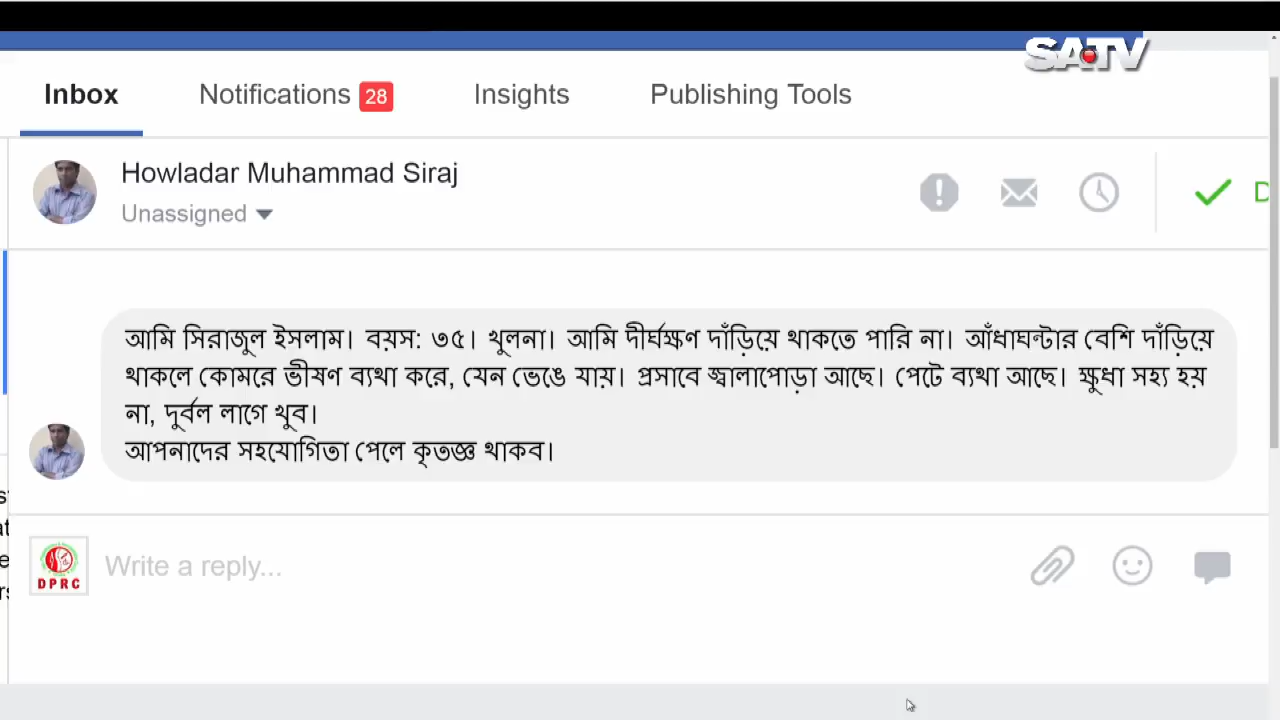 SATV
Inbox
Notifications 28
Insights
Publishing Tools
Howladar Muhammad Siraj
Unassigned
D
আমি সিরাজুল ইসলাম। বয়স: ৩৫। খুলনা। আমি দীর্ঘক্ষণ দাঁড়িয়ে থাকতে পারি না। আঁধাঘন্টার বেশি দাঁড়িয়ে
থাকলে কোমরে ভীষণ ব্যথা করে, যেন ভেঙে যায়। প্রসাবে জ্বালাপোড়া আছে। পেটে ব্যথা আছে। ক্ষুধা সহ্য হয়
না, দুর্বল লাগে খুব।
আপনাদের সহযোগিতা পেলে কৃতজ্ঞ থাকব।
DPRC
Write a reply...